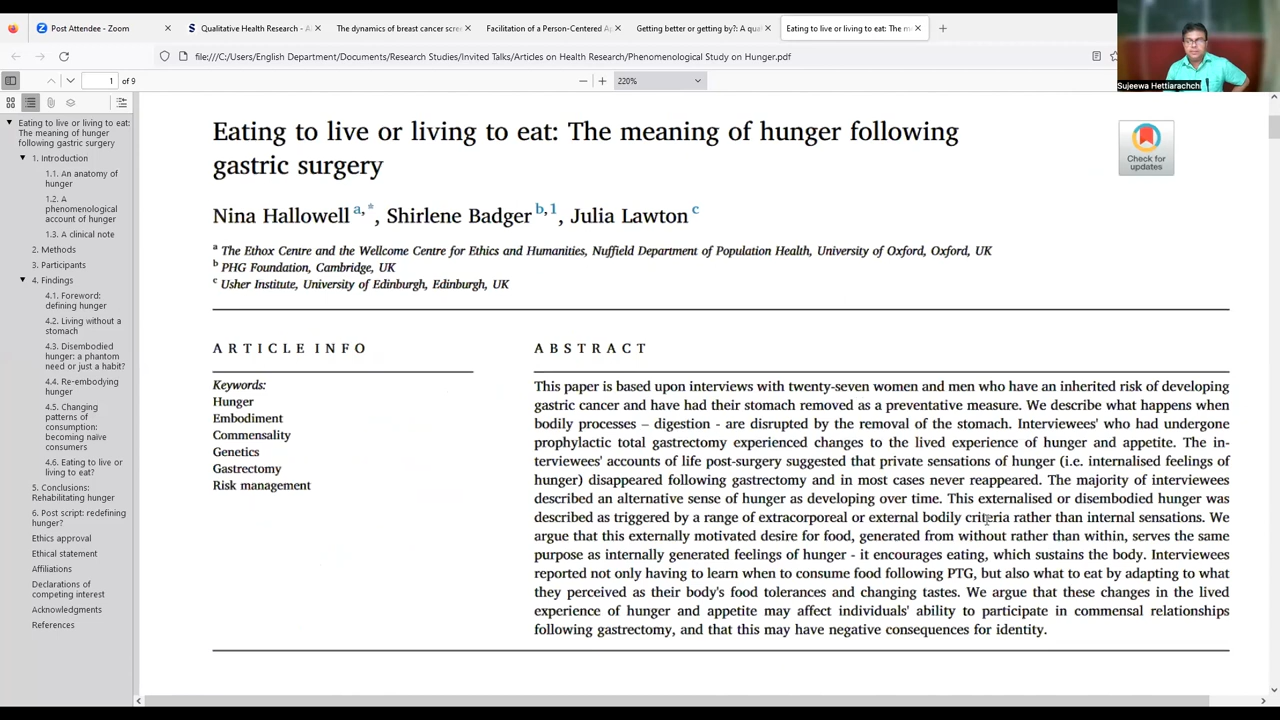 Post Attendee - Zoom
Qualitative Health Research - A
The dynamics of breast cancer scre
Facilitation of a Person-Centered A
Getting better or getting by?: A qua
Eating to live or living to eat: The m
file:///C:/Users/English Department/Documents/Research Studies/Invited Talks/Articles on Health Research/Phenomenological Study on Hunger.pdf
1 of 9
220%
Sujeewa Hettiarachchi
Eating to live or living to eat:
The meaning of hunger
following gastric surgery
1. Introduction
1.1. An anatomy of
hunger
1.2. A
phenomenological
account of hunger
1.3. A clinical note
2. Methods
3. Participants
4. Findings
4.1. Foreword:
defining hunger
4.2. Living without a
stomach
4.3. Disembodied
hunger: a phantom
need or just a habit?
4.4. Re-embodying
hunger
4.5. Changing
patterns of
consumption:
becoming naïve
consumers
4.6. Eating to live or
living to eat?
5. Conclusions:
Rehabilitating hunger
6. Post script: redefining
hunger?
Ethics approval
Ethical statement
Affiliations
Declarations of
competing interest
Acknowledgments
References
Eating to live or living to eat: The meaning of hunger following
gastric surgery
Check for
updates
Nina Hallowell a,*, Shirlene Badger b,1, Julia Lawton c
a The Ethox Centre and the Wellcome Centre for Ethics and Humanities, Nuffield Department of Population Health, University of Oxford, Oxford, UK
b PHG Foundation, Cambridge, UK
c Usher Institute, University of Edinburgh, Edinburgh, UK
ARTICLE INFO
Keywords:
Hunger
Embodiment
Commensality
Genetics
Gastrectomy
Risk management
ABSTRACT
This paper is based upon interviews with twenty-seven women and men who have an inherited risk of developing
gastric cancer and have had their stomach removed as a preventative measure. We describe what happens when
bodily processes – digestion - are disrupted by the removal of the stomach. Interviewees' who had undergone
prophylactic total gastrectomy experienced changes to the lived experience of hunger and appetite. The in-
terviewees' accounts of life post-surgery suggested that private sensations of hunger (i.e. internalised feelings of
hunger) disappeared following gastrectomy and in most cases never reappeared. The majority of interviewees
described an alternative sense of hunger as developing over time. This externalised or disembodied hunger was
described as triggered by a range of extracorporeal or external bodily criteria rather than internal sensations. We
argue that this externally motivated desire for food, generated from without rather than within, serves the same
purpose as internally generated feelings of hunger - it encourages eating, which sustains the body. Interviewees
reported not only having to learn when to consume food following PTG, but also what to eat by adapting to what
they perceived as their body's food tolerances and changing tastes. We argue that these changes in the lived
experience of hunger and appetite may affect individuals' ability to participate in commensal relationships
following gastrectomy, and that this may have negative consequences for identity.